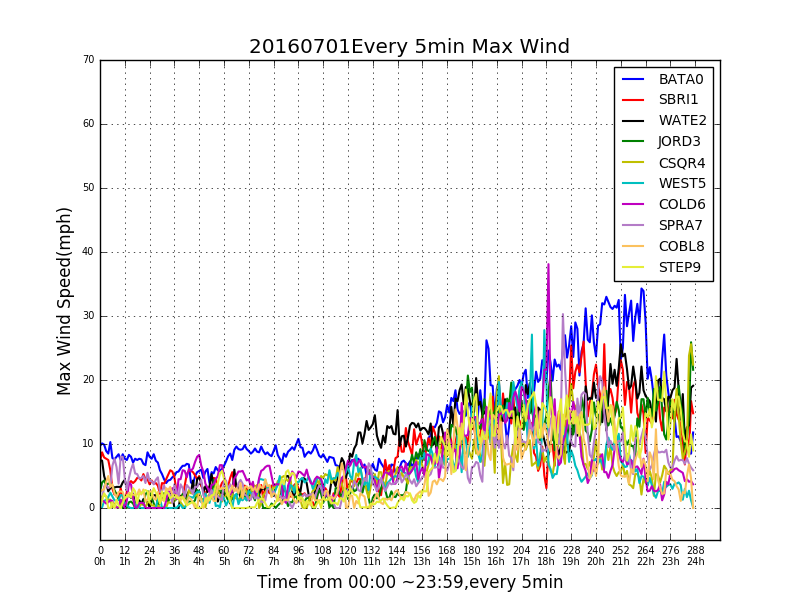 20160701Every 5min Max Wind
70
60
50
40
30
20
10
0
Max Wind Speed(mph)
BATA0
SBRI1
WATE2
JORD3
CSQR4
WEST5
COLD6
SPRA7
COBL8
STEP9
0 12 24 36 48 60 72 84 96 108 120 132 144 156 168 180 192 204 216 228 240 252 264 276 288
0h 1h 2h 3h 4h 5h 6h 7h 8h 9h 10h 11h 12h 13h 14h 15h 16h 17h 18h 19h 20h 21h 22h 23h 24h
Time from 00:00 ~23:59,every 5min